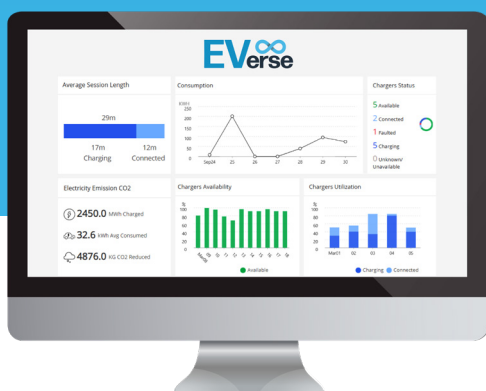 EVerse
Average Session Length
29m
17m
Charging
12m
Connected
Consumption
250
200
150
100
50
0
Sep24 25 26 27 28 29 30
Chargers Status
5 Available
2 Connected
1 Faulted
5 Charging
0 Unknown/
Unavailable
Electricity Emission CO2
2450.0 MWh Charged
32.6 kWh Avg Consumed
4876.0 KG CO2 Reduced
Chargers Availability
100
80
60
40
20
0
Available
Chargers Utilization
100
80
60
40
20
0
Mar01 02 03 04 05
Charging Connected